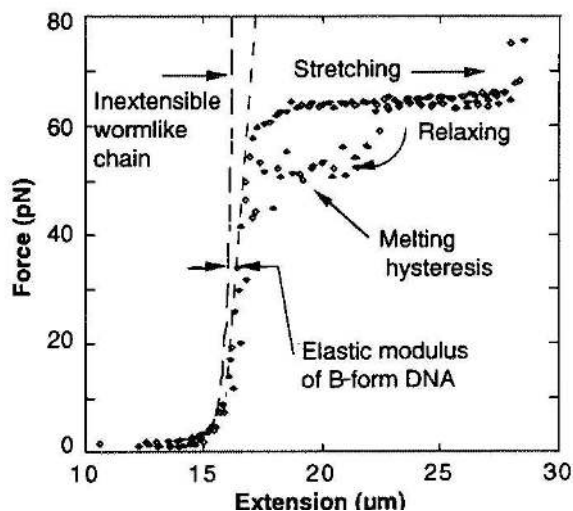 80
60
40
20
0
Force (pN)
Inextensible
wormlike
chain
Stretching
Relaxing
Melting
hysteresis
Elastic modulus
of B-form DNA
10
15
20
25
30
Extension (μm)